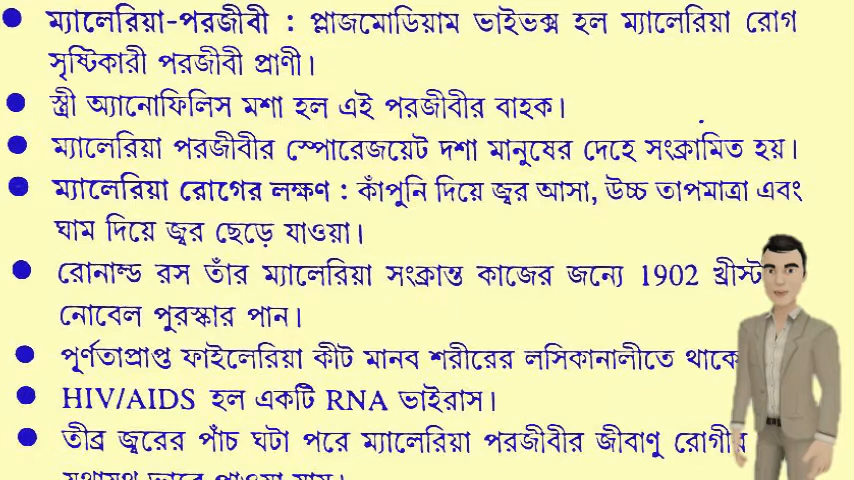 ● ম্যালেরিয়া-পরজীবী : প্লাজমোডিয়াম ভাইভক্স হল ম্যালেরিয়া রোগ
সৃষ্টিকারী পরজীবী প্রাণী।
● স্ত্রী অ্যানোফিলিস মশা হল এই পরজীবীর বাহক।
● ম্যালেরিয়া পরজীবীর স্পোরেজয়েট দশা মানুষের দেহে সংক্রামিত হয়।
● ম্যালেরিয়া রোগের লক্ষণ : কাঁপুনি দিয়ে জ্বর আসা, উচ্চ তাপমাত্রা এবং
ঘাম দিয়ে জ্বর ছেড়ে যাওয়া।
● রোনাল্ড রস তাঁর ম্যালেরিয়া সংক্রান্ত কাজের জন্যে 1902
নোবেল পুরস্কার পান।
● পূর্ণতাপ্রাপ্ত ফাইলেরিয়া কীট মানব শরীরের লসিকানালীতে থাকে
● HIV/AIDS হল একটি RNA ভাইরাস।
● তীব্র জ্বরের পাঁচ ঘটা পরে ম্যালেরিয়া পরজীবীর জীবাণু রোগীর